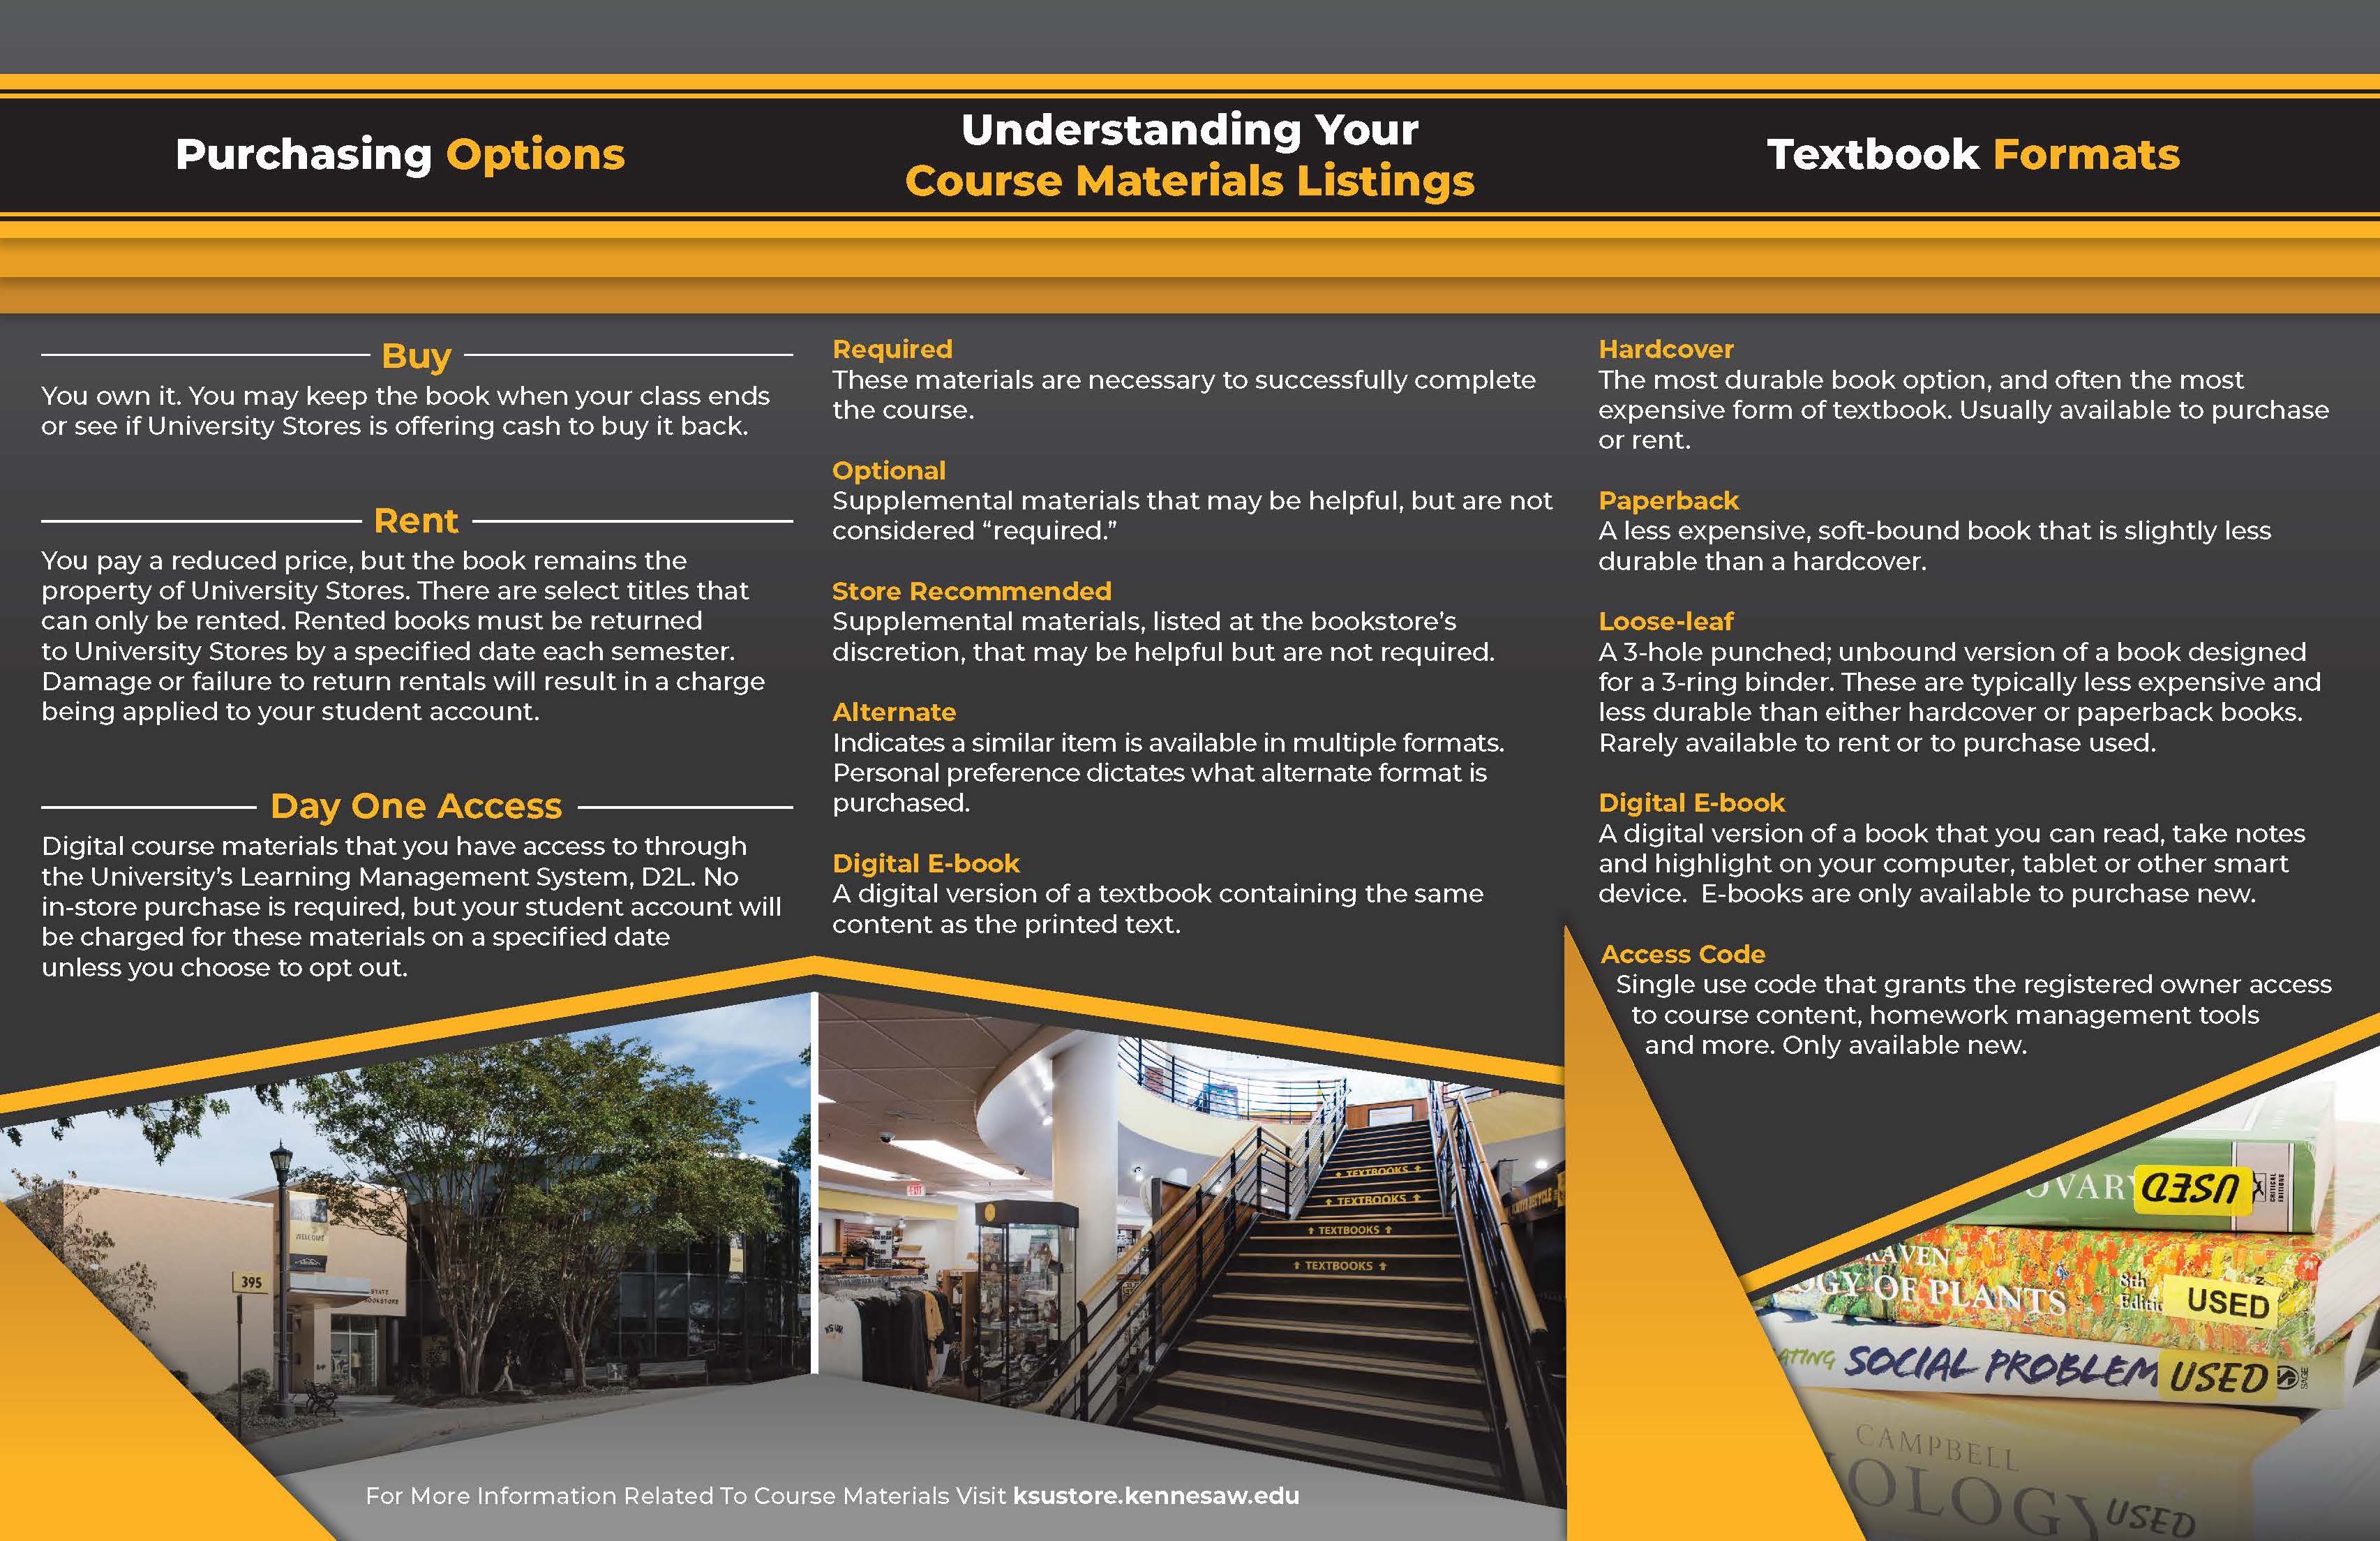 Purchasing Options
Understanding Your
Course Materials Listings
Textbook Formats
Buy
You own it. You may keep the book when your class ends
or see if University Stores is offering cash to buy it back.
Rent
You pay a reduced price, but the book remains the
property of University Stores. There are select titles that
can only be rented. Rented books must be returned
to University Stores by a specified date each semester.
Damage or failure to return rentals will result in a charge
being applied to your student account.
Day One Access
Digital course materials that you have access to through
the University's Learning Management System, D2L. No
in-store purchase is required, but your student account will
be charged for these materials on a specified date
unless you choose to opt out.
Required
These materials are necessary to successfully complete
the course.
Optional
Supplemental materials that may be helpful, but are not
considered "required."
Store Recommended
Supplemental materials, listed at the bookstore's
discretion, that may be helpful but are not required.
Alternate
Indicates a similar item is available in multiple formats.
Personal preference dictates what alternate format is
purchased.
Digital E-book
A digital version of a textbook containing the same
content as the printed text.
Hardcover
The most durable book option, and often the most
expensive form of textbook. Usually available to purchase
or rent.
Paperback
A less expensive, soft-bound book that is slightly less
durable than a hardcover.
Loose-leaf
A 3-hole punched; unbound version of a book designed
for a 3-ring binder. These are typically less expensive and
less durable than either hardcover or paperback books.
Rarely available to rent or to purchase used.
Digital E-book
A digital version of a book that you can read, take notes
and highlight on your computer, tablet or other smart
device. E-books are only available to purchase new.
Access Code
Single use code that grants the registered owner access
to course content, homework management tools
and more. Only available new.
WELCOME
395
STATE
BOOKSTORE
EXIT
TEXTBOOKS
TEXTBOOKS
TEXTBOOKS
TEXTBOOKS
OVARY USED
CRITICAL
EDITIONS
RAVEN
OGY OF PLANTS
8th
USED
ATING SOCIAL PROBLEM USED SAGE
CAMPBELL
OLOGY USED
For More Information Related To Course Materials Visit ksustore.kennesaw.edu